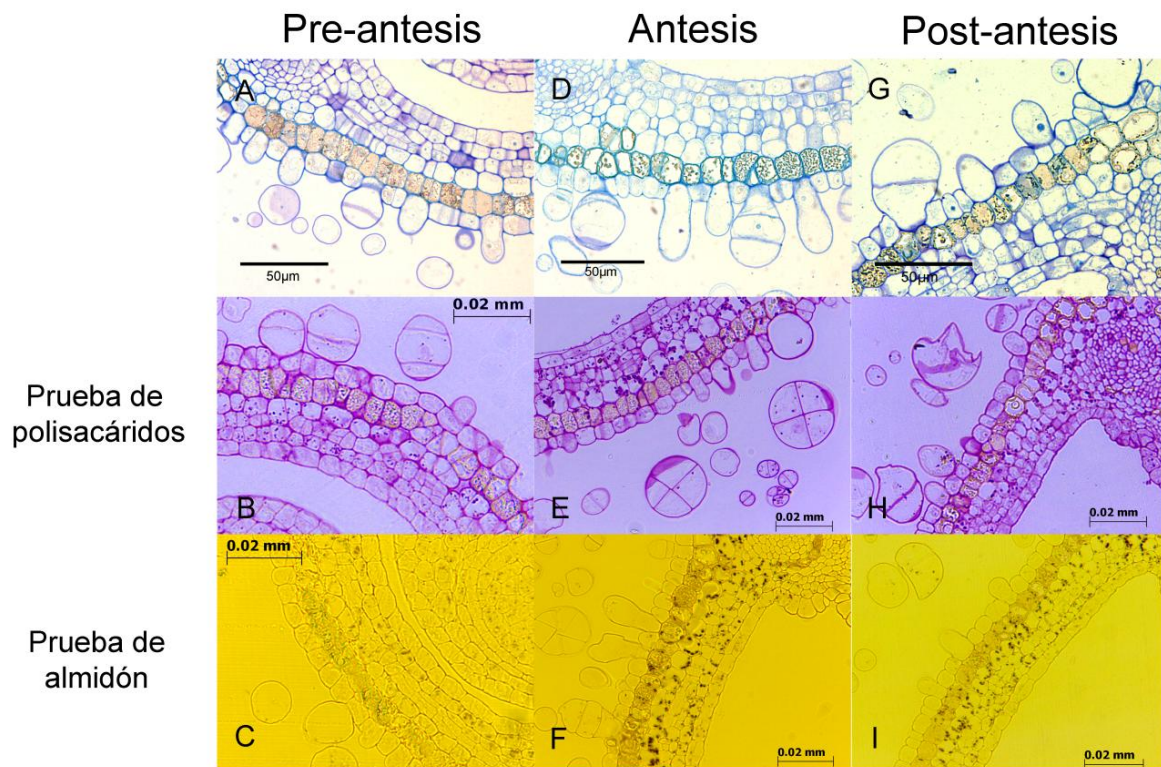 Pre-antesis
Antesis
Post-antesis
A
D
G
50µm
50µm
50µm
Prueba de
polisacáridos
0.02 mm
B
E
0.02 mm
H
0.02 mm
Prueba de
almidón
0.02 mm
C
F
0.02 mm
I
0.02 mm